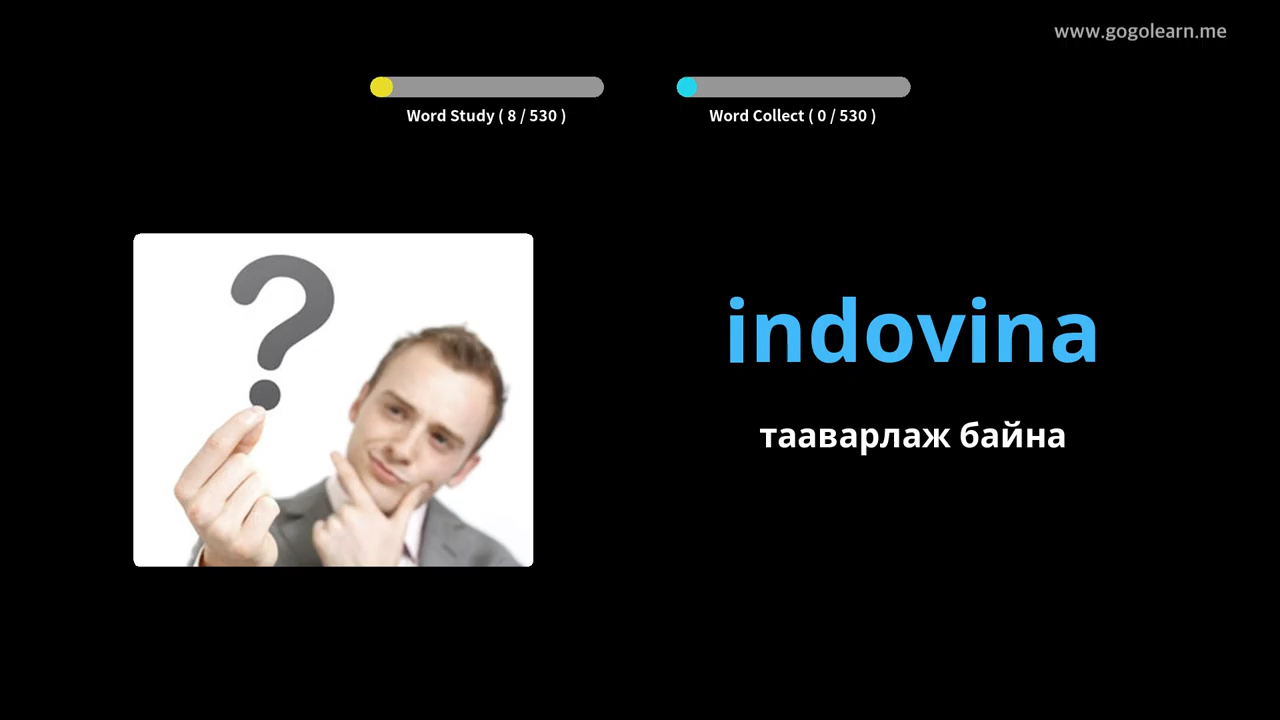 www.gogolearn.me
Word Study ( 8 / 530 )
Word Collect ( 0 / 530 )
indovina
тааварлаж байна